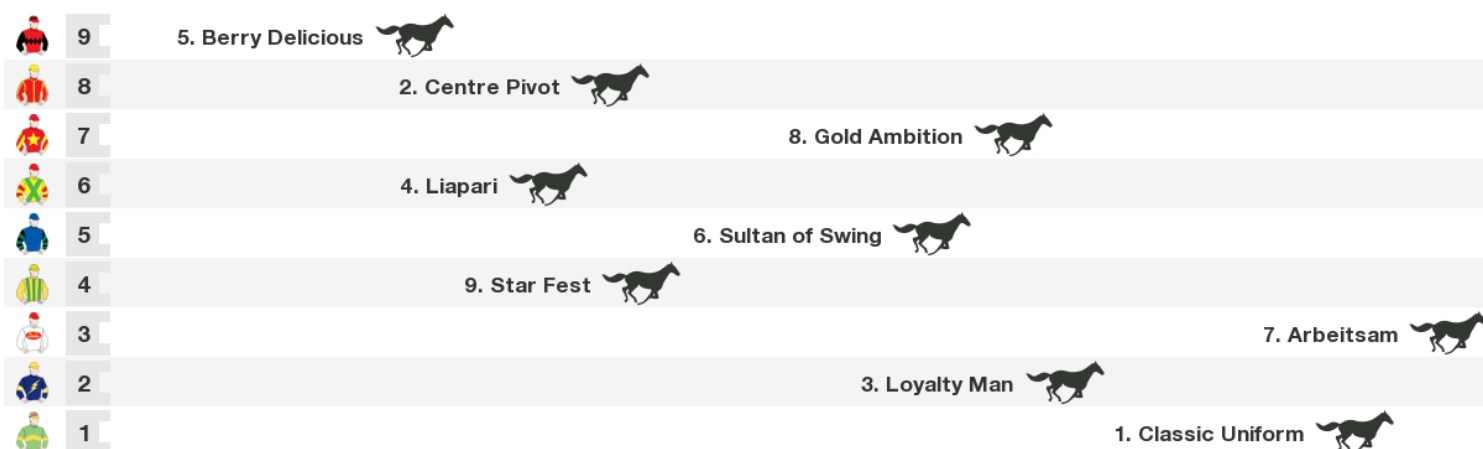 9 5. Berry Delicious
8 2. Centre Pivot
7 8. Gold Ambition
6 4. Liapari
5 6. Sultan of Swing
4 9. Star Fest
3 7. Arbeitsam
2 3. Loyalty Man
1 1. Classic Uniform